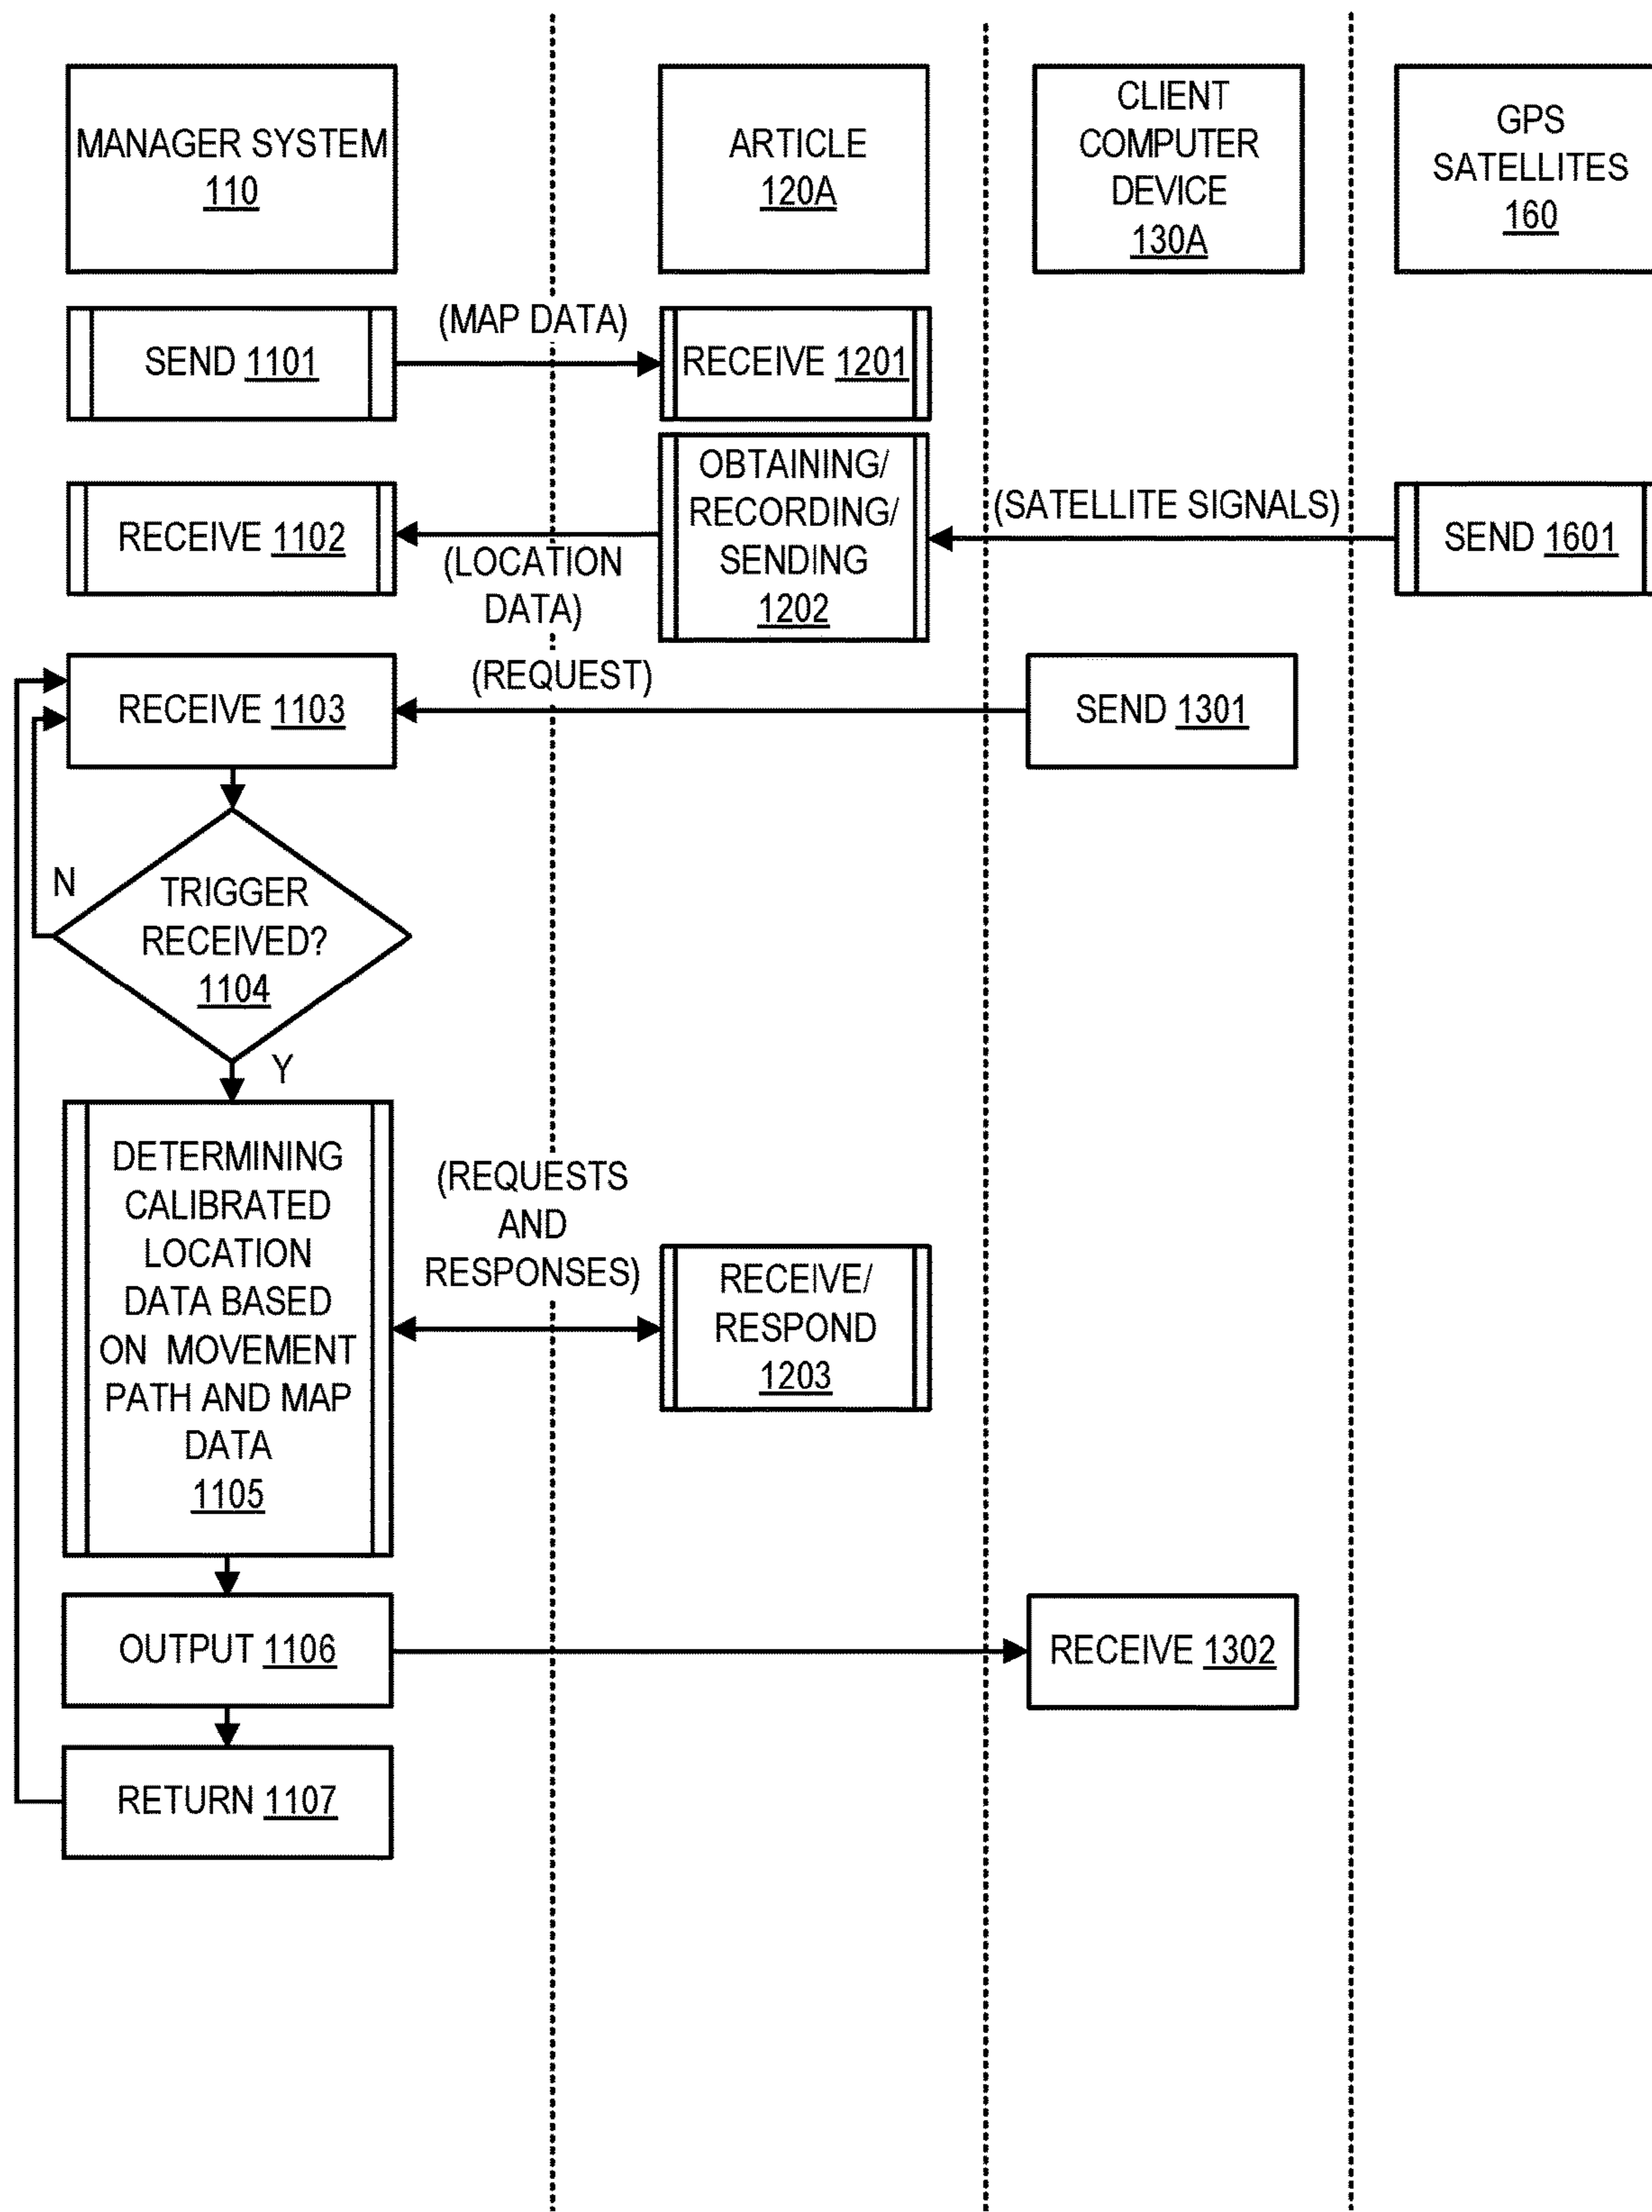 MANAGER SYSTEM
110
ARTICLE
120A
CLIENT
COMPUTER
DEVICE
130A
GPS
SATELLITES
160
SEND 1101
(MAP DATA)
RECEIVE 1201
RECEIVE 1102
(LOCATION
DATA)
OBTAINING/
RECORDING/
SENDING
1202
(SATELLITE SIGNALS)
SEND 1601
RECEIVE 1103
(REQUEST)
SEND 1301
N
TRIGGER
RECEIVED?
1104
Y
DETERMINING
CALIBRATED
LOCATION
DATA BASED
ON MOVEMENT
PATH AND MAP
DATA
1105
(REQUESTS
AND
RESPONSES)
RECEIVE/
RESPOND
1203
OUTPUT 1106
RECEIVE 1302
RETURN 1107